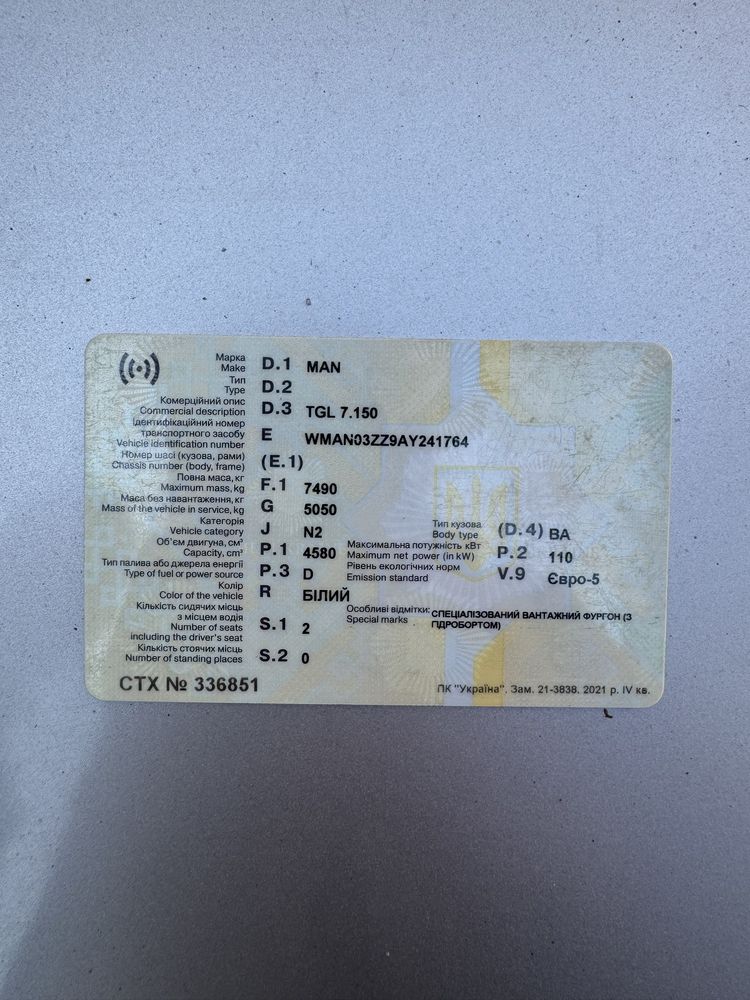 Марка
Make D.1 MAN
Тип
Type D.2
Комерційний опис
Commercial description D.3 TGL 7.150
Ідентифікаційний номер
транспортного засобу
Vehicle identification number E WMAN03ZZ9AY241764
Номер шасі (кузова, рами)
Chassis number (body, frame) (E.1)
Повна маса, кг
Maximum mass, kg F.1 7490
Маса без навантаження, кг
Mass of the vehicle in service, kg G 5050
Категорія
Vehicle category J N2
Тип кузова
Body type (D.4) ВА
Об'єм двигуна, см³
Capacity, cm³ P.1 4580
Максимальна потужність кВт
Maximum net power (in kW) P.2 110
Тип палива або джерела енергії
Type of fuel or power source P.3 D
Рівень екологічних норм
Emission standard V.9 Євро-5
Колір
Color of the vehicle R БІЛИЙ
Кількість сидячих місць
з місцем водія
Number of seats
including the driver's seat S.1 2
Особливі відмітки: СПЕЦІАЛІЗОВАНИЙ ВАНТАЖНИЙ ФУРГОН (З
Special marks ГІДРОБОРТОМ)
Кількість стоячих місць
Number of standing places S.2 0
СТХ № 336851
ПК "Україна". Зам. 21-3838. 2021 р. IV кв.